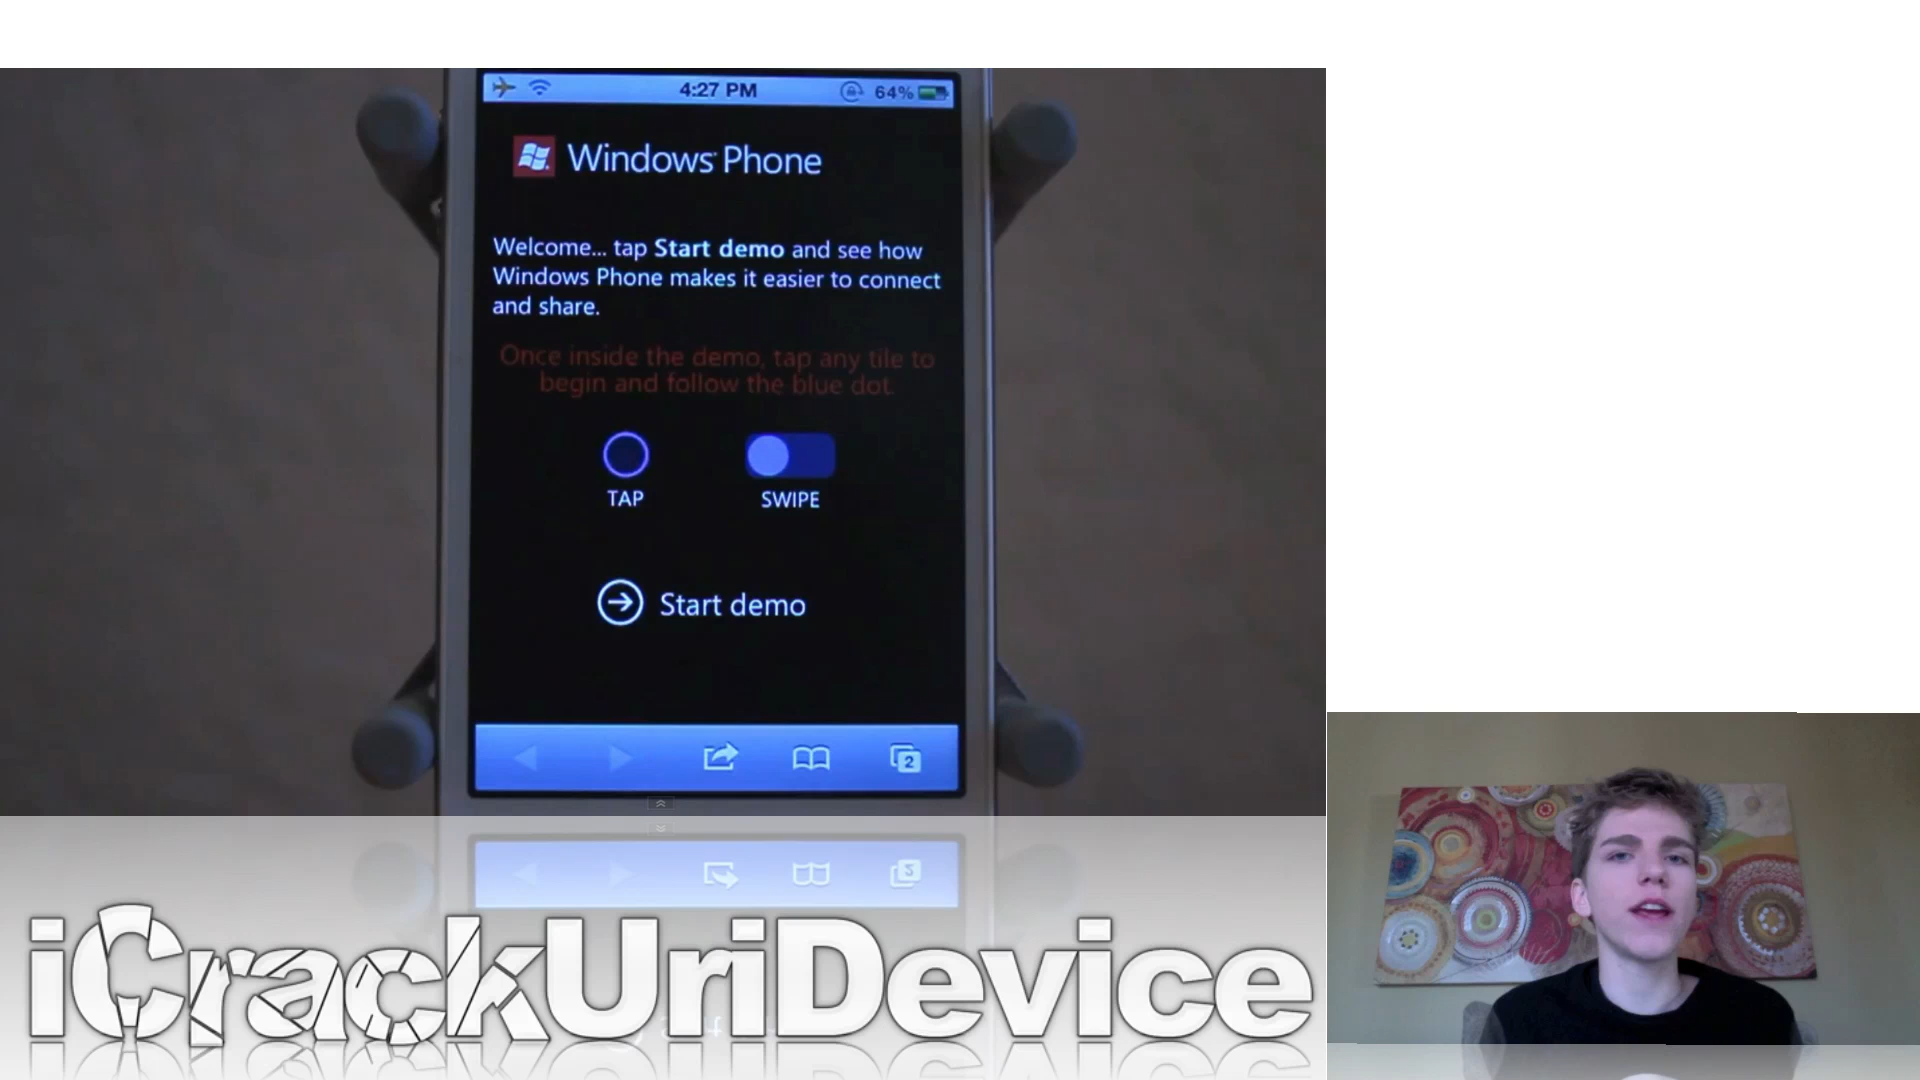 4:27 PM
64%
Windows Phone
Welcome... tap Start demo and see how
Windows Phone makes it easier to connect
and share.
Once inside the demo, tap any tile to
begin and follow the blue dot.
TAP
SWIPE
Start demo
2
iCrackUriDevice